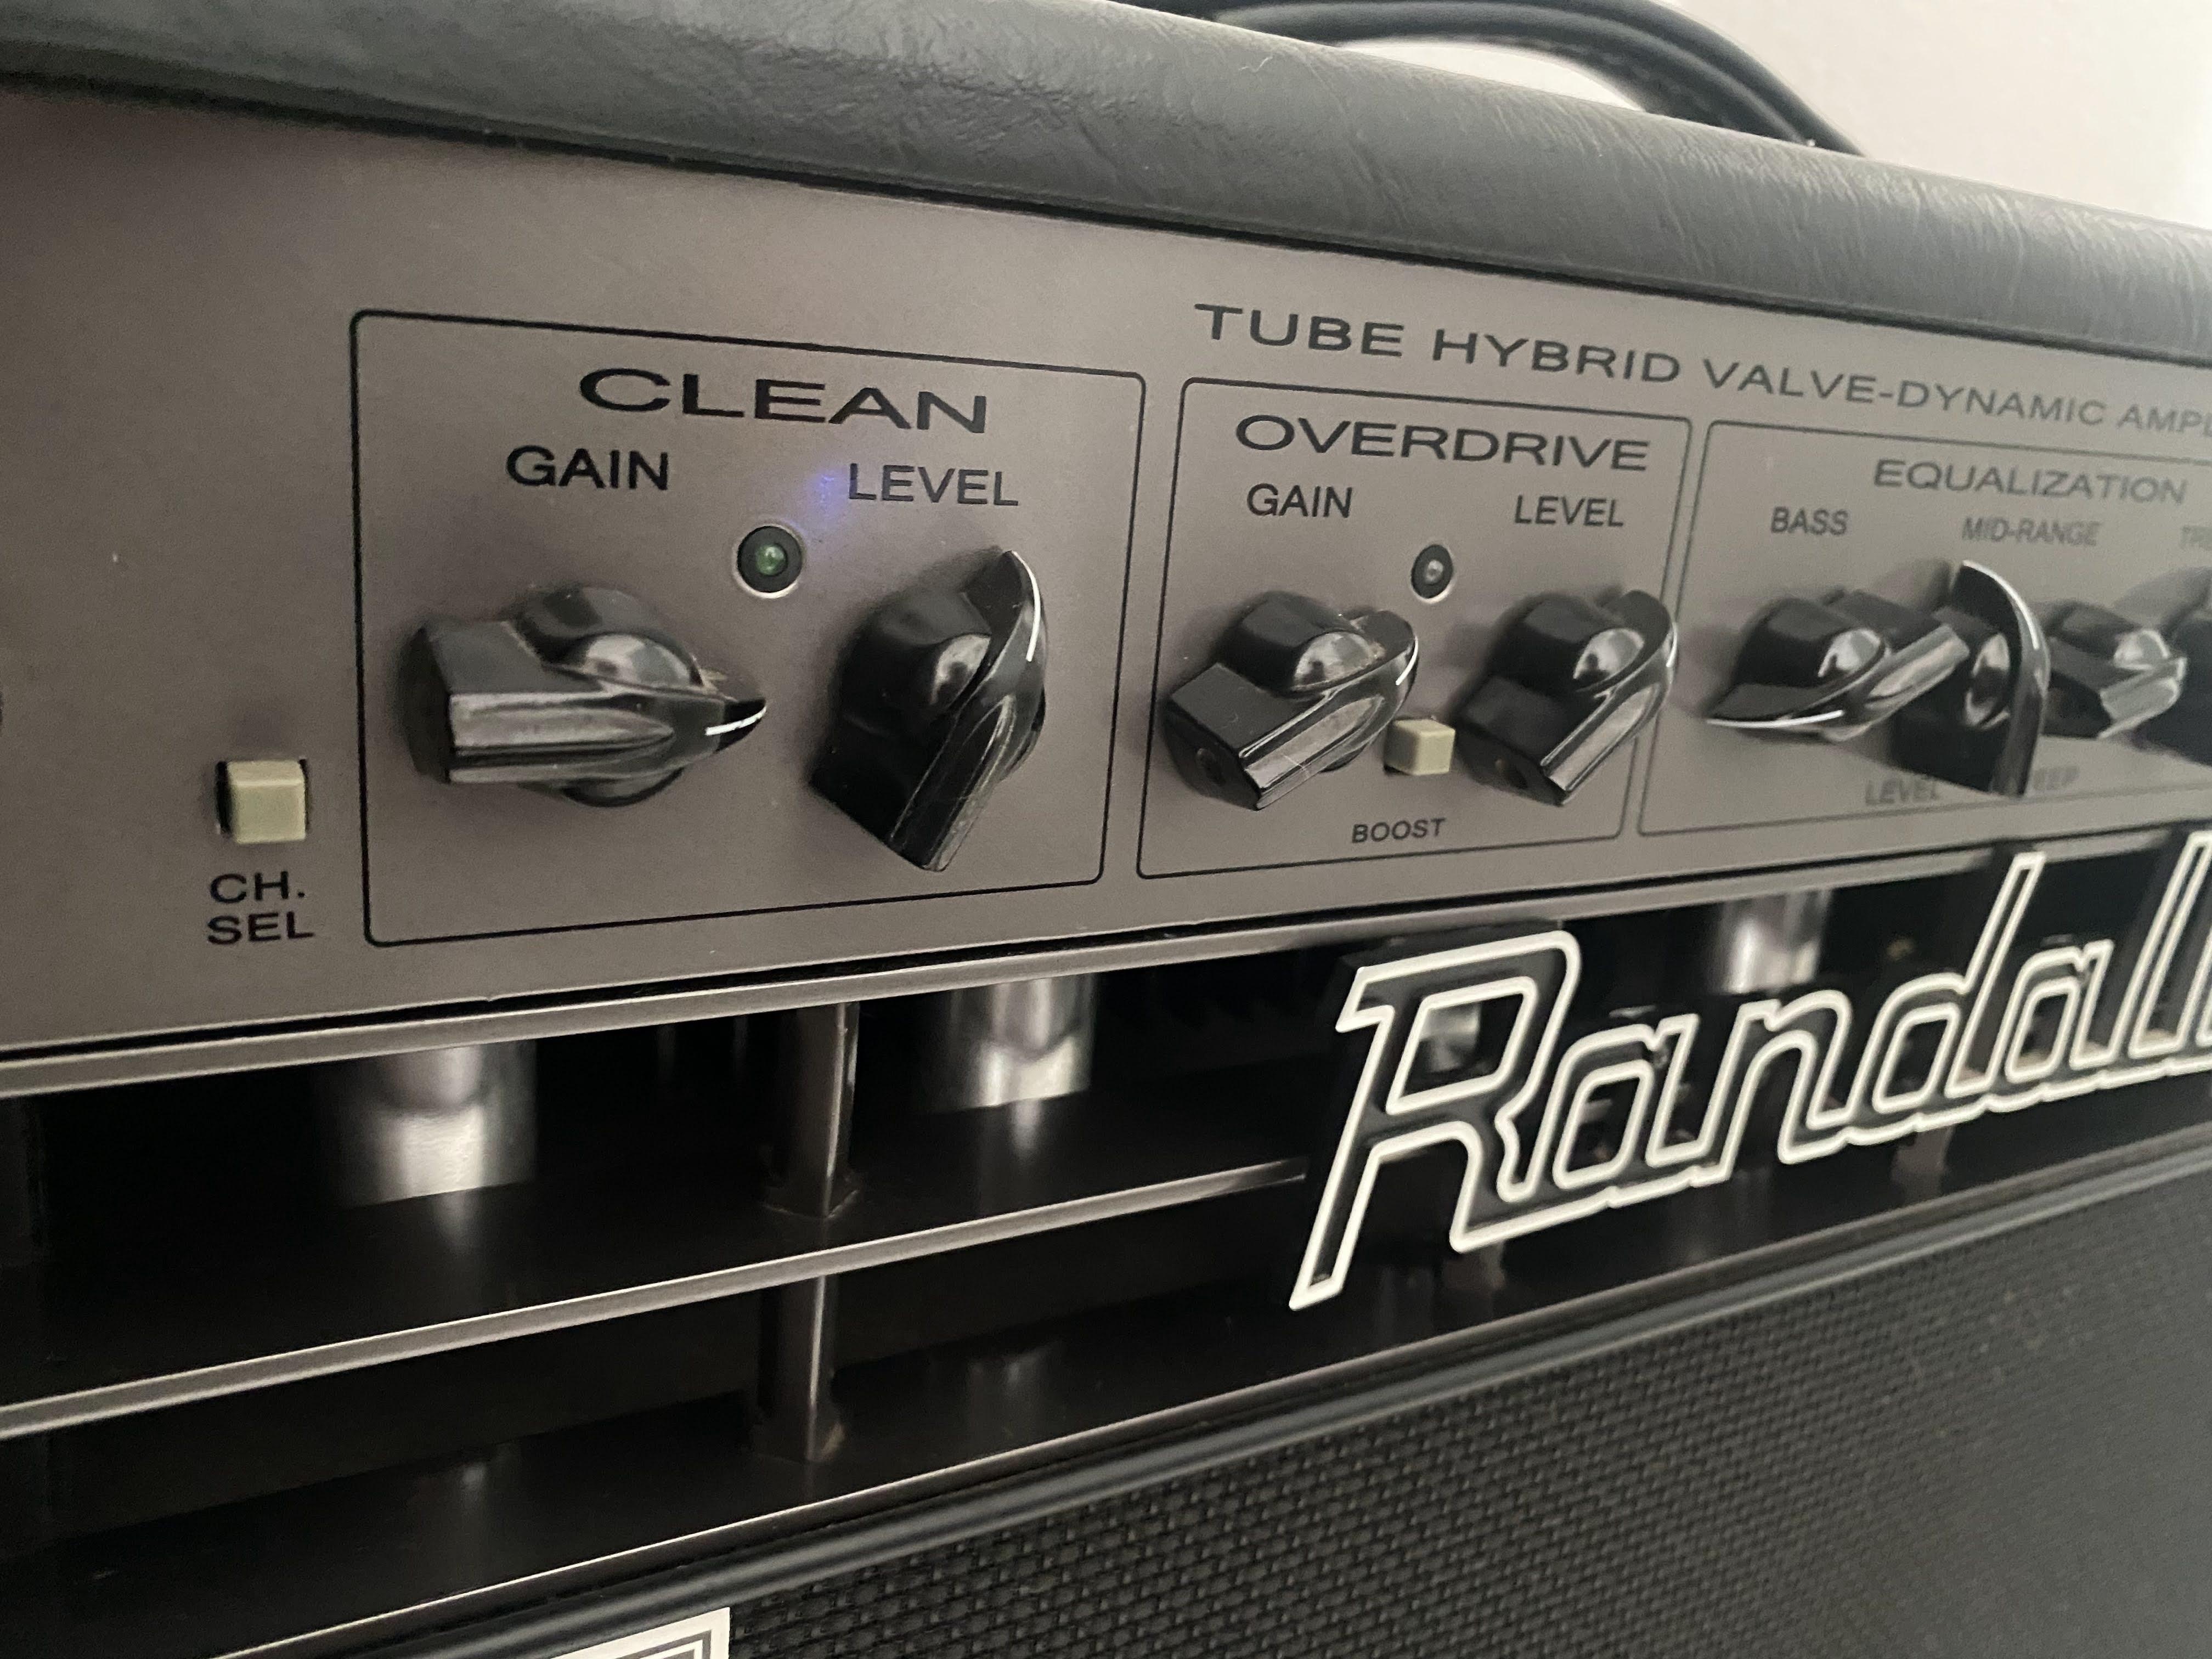 TUBE HYBRID VALVE-DYNAMIC
CLEAN
GAIN
LEVEL
OVERDRIVE
GAIN
LEVEL
EQUALIZATION
BASS
MID-RANGE
LEVEL
BOOST
CH.
SEL
Randall